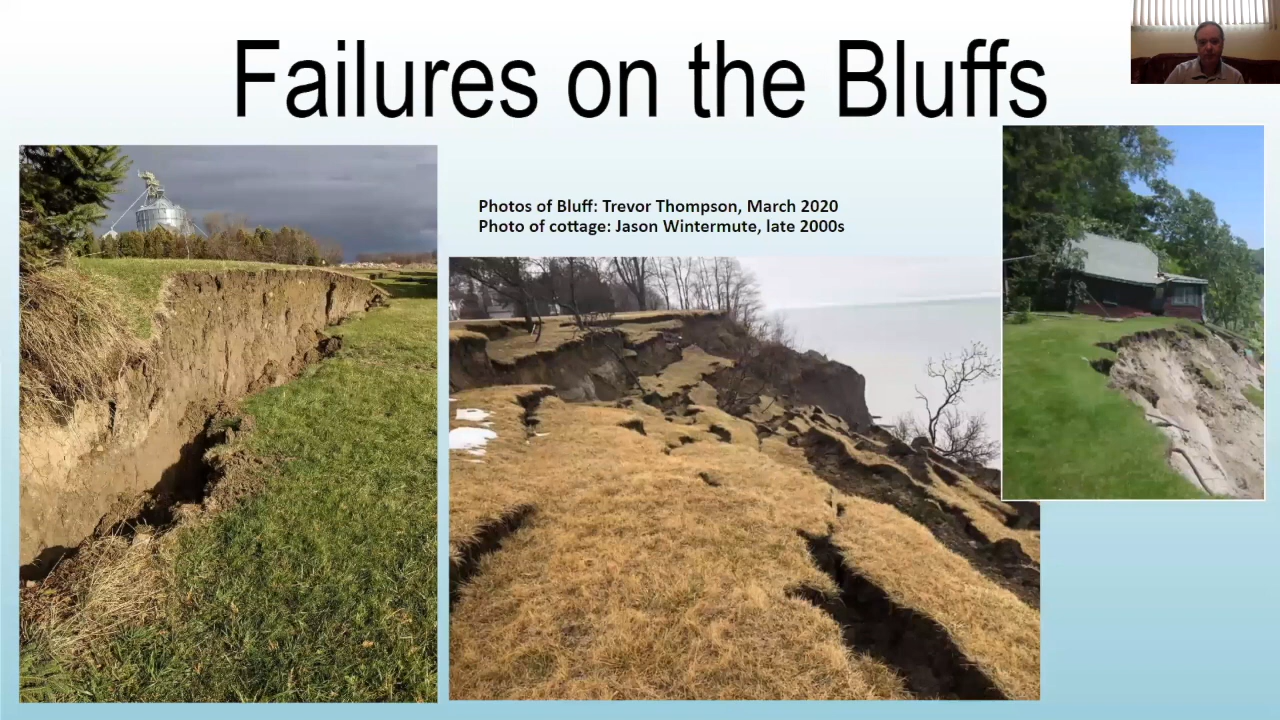 Failures on the Bluffs
Photos of Bluff: Trevor Thompson, March 2020
Photo of cottage: Jason Wintermute, late 2000s